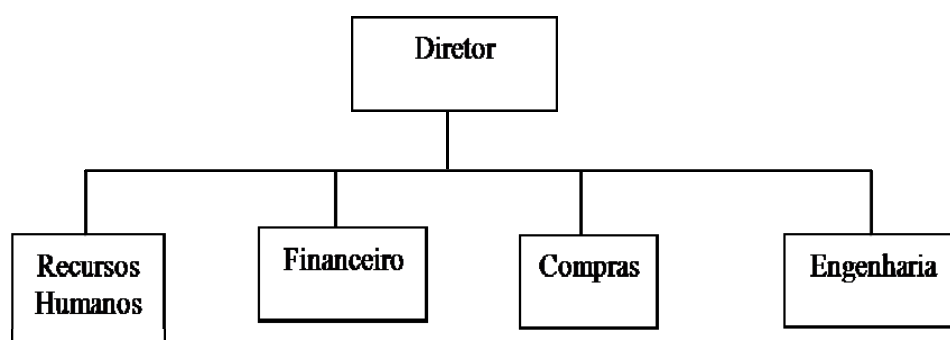 Diretor
Recursos
Humanos
Financeiro
Compras
Engenharia